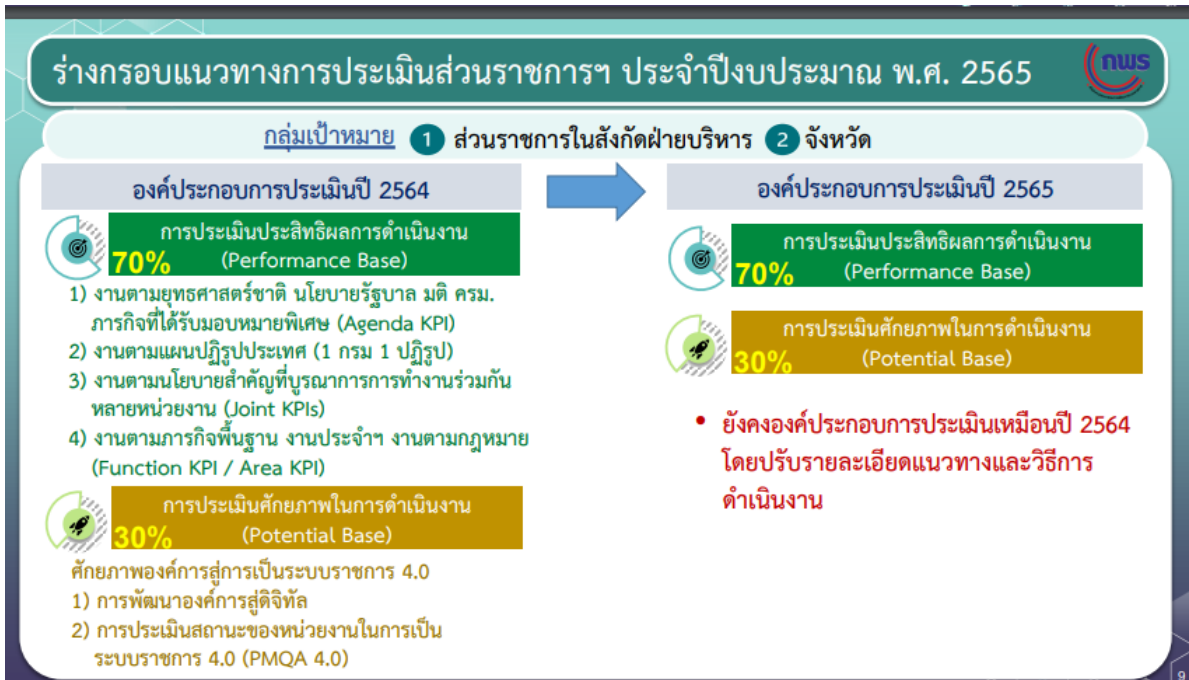 ร่างกรอบแนวทางการประเมินส่วนราชการฯ ประจำปีงบประมาณ พ.ศ. 2565
กพร
กลุ่มเป้าหมาย 1 ส่วนราชการในสังกัดฝ่ายบริหาร 2 จังหวัด
องค์ประกอบการประเมินปี 2564
การประเมินประสิทธิผลการดำเนินงาน
70% (Performance Base)
1) งานตามยุทธศาสตร์ชาติ นโยบายรัฐบาล มติ ครม.
ภารกิจที่ได้รับมอบหมายพิเศษ (Agenda KPI)
2) งานตามแผนปฏิรูปประเทศ (1 กรม 1 ปฏิรูป)
3) งานตามนโยบายสำคัญที่บูรณาการการทำงานร่วมกัน
หลายหน่วยงาน (Joint KPIs)
4) งานตามภารกิจพื้นฐาน งานประจำฯ งานตามกฎหมาย
(Function KPI / Area KPI)
การประเมินศักยภาพในการดำเนินงาน
30% (Potential Base)
ศักยภาพองค์การสู่การเป็นระบบราชการ 4.0
1) การพัฒนาองค์การสู่ดิจิทัล
2) การประเมินสถานะของหน่วยงานในการเป็น
ระบบราชการ 4.0 (PMQA 4.0)
องค์ประกอบการประเมินปี 2565
การประเมินประสิทธิผลการดำเนินงาน
70% (Performance Base)
การประเมินศักยภาพในการดำเนินงาน
30% (Potential Base)
• ยังคงองค์ประกอบการประเมินเหมือนปี 2564
โดยปรับรายละเอียดแนวทางและวิธีการ
ดำเนินงาน
9